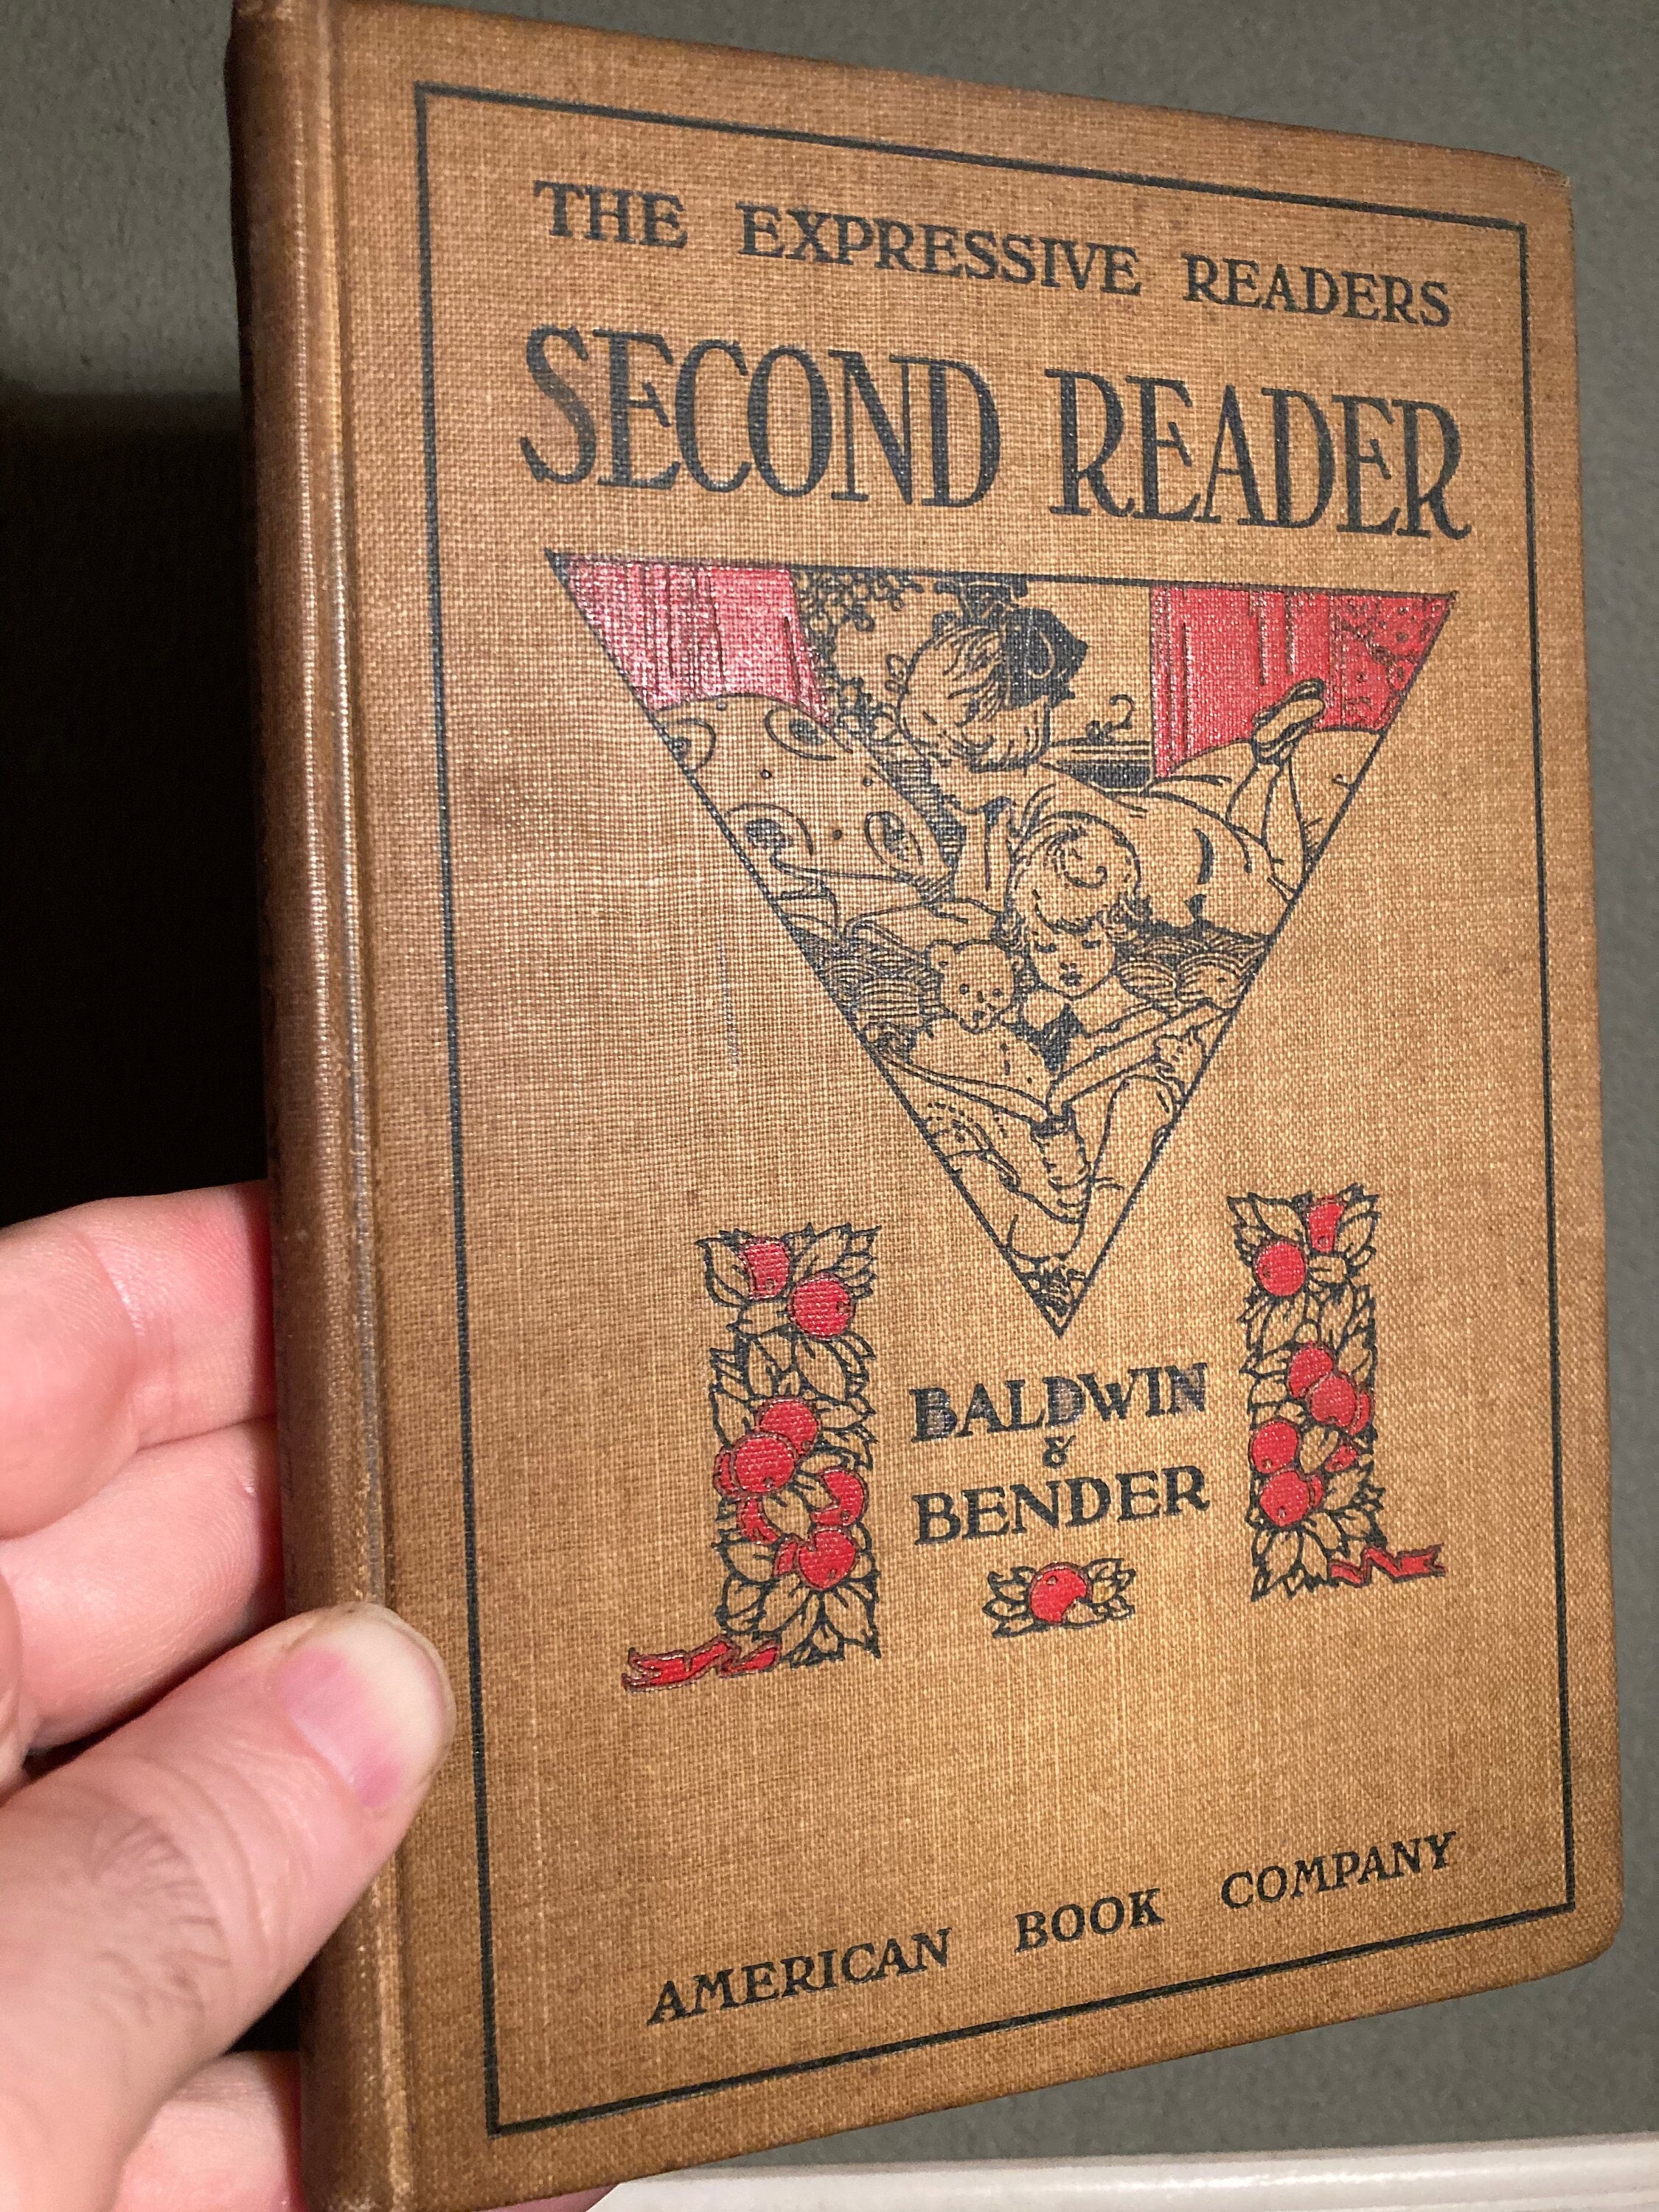 THE EXPRESSIVE READERS
SECOND READER
BALDWIN
&
BENDER
AMERICAN BOOK COMPANY